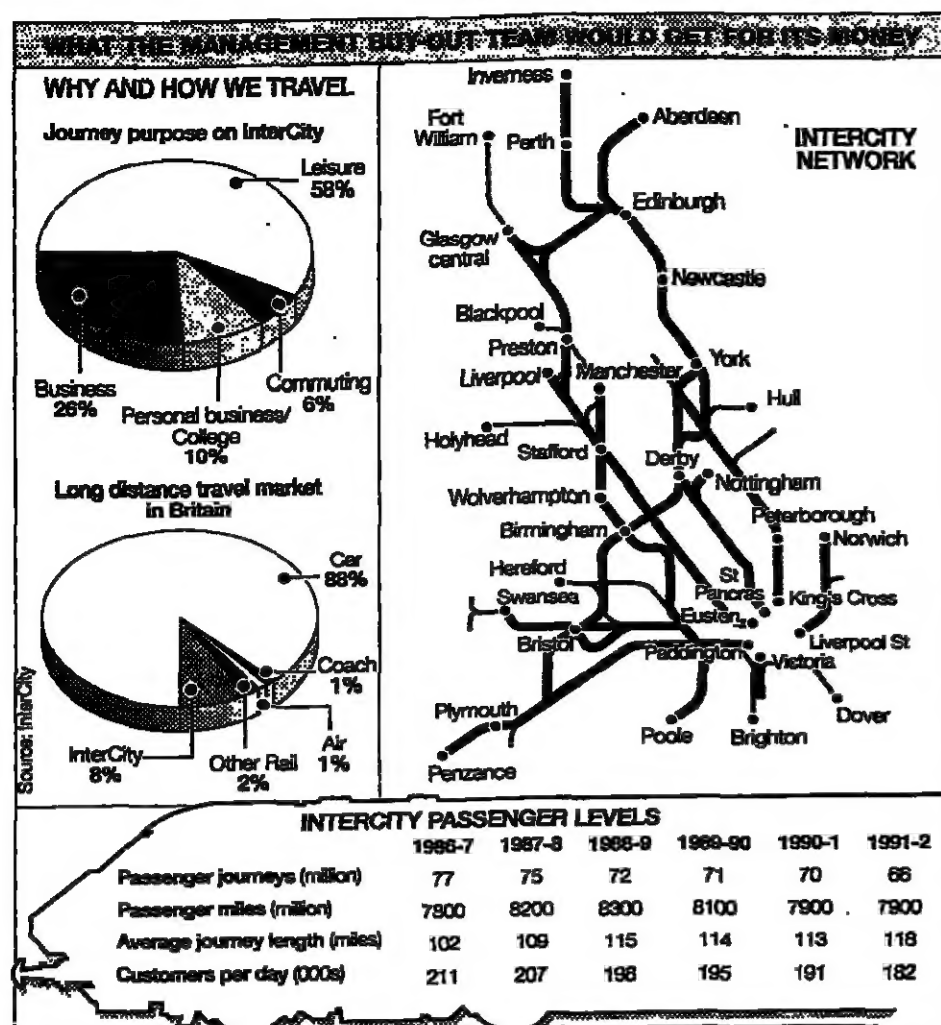 WHAT THE MANAGEMENT BUY-OUT TEAM WOULD GET FOR ITS MONEY
WHY AND HOW WE TRAVEL
Journey purpose on InterCity
Leisure
58%
Business
26%
Personal business/
College
10%
Commuting
6%
Long distance travel market
in Britain
Car
88%
Coach
1%
Air
1%
Other Rail
2%
InterCity
8%
Source: InterCity
INTERCITY
NETWORK
Inverness
Fort
William
Perth
Aberdeen
Edinburgh
Glasgow
central
Newcastle
Blackpool
Preston
York
Liverpool
Manchester
Hull
Holyhead
Stafford
Derby
Nottingham
Wolverhampton
Peterborough
Birmingham
Norwich
Hereford
St
Pancras
King's Cross
Swansea
Euston
Liverpool St
Bristol
Paddington
Victoria
Plymouth
Poole
Brighton
Dover
Penzance
INTERCITY PASSENGER LEVELS
1986-7 1987-8 1988-9 1989-90 1990-1 1991-2
Passenger journeys (million) 77 75 72 71 70 66
Passenger miles (million) 7800 8200 8300 8100 7900 7900
Average journey length (miles) 102 109 115 114 113 118
Customers per day (000s) 211 207 198 195 191 182